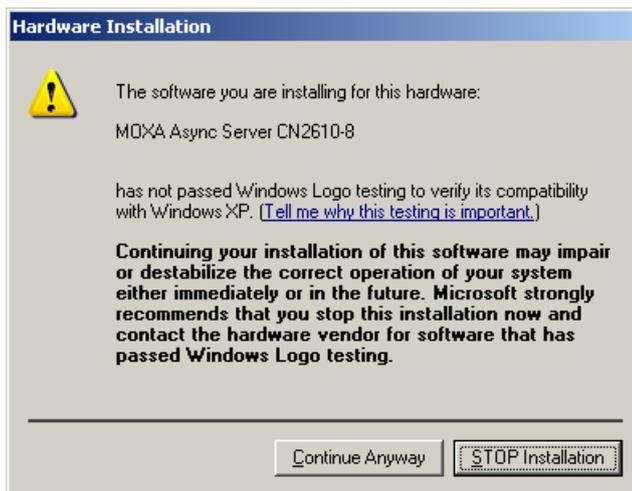 Hardware Installation
The software you are installing for this hardware:
MOXA Async Server CN2610-8
has not passed Windows Logo testing to verify its compatibility
with Windows XP. (Tell me why this testing is important.)
Continuing your installation of this software may impair
or destabilize the correct operation of your system
either immediately or in the future. Microsoft strongly
recommends that you stop this installation now and
contact the hardware vendor for software that has
passed Windows Logo testing.
Continue Anyway
STOP Installation